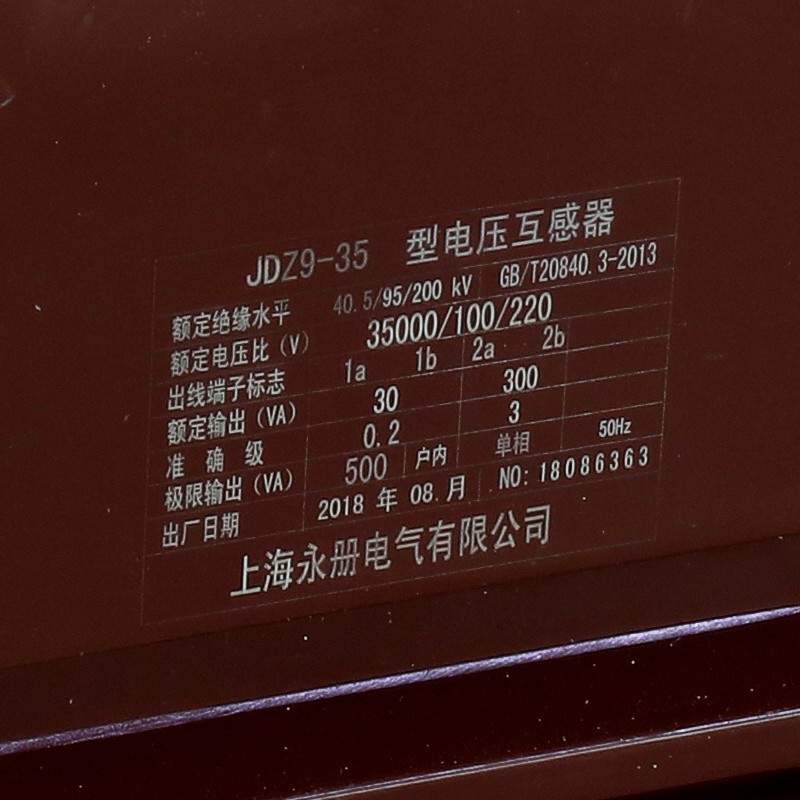 JDZ9-35 型电压互感器
额定绝缘水平 40.5/95/200 kV GB/T20840.3-2013
额定电压比(V) 35000/100/220
出线端子标志 1a 1b 2a 2b
额定输出(VA) 30 300
准 确 级 0.2 3
极限输出(VA) 500 户内 单相 50Hz
出厂日期 2018 年 08.月 NO:18086363
上海永册电气有限公司